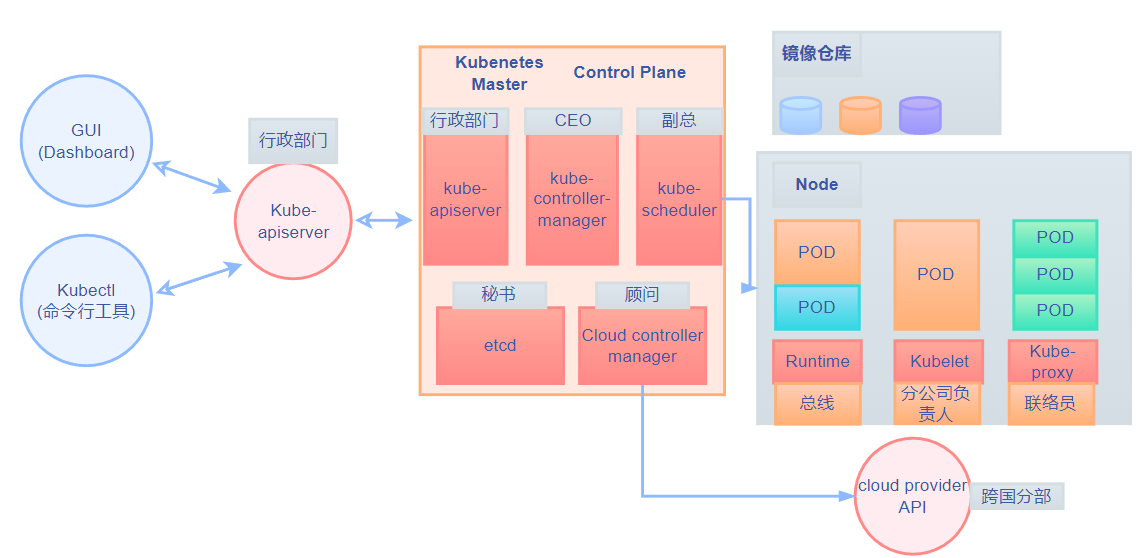 GUI
(Dashboard)
Kubectl
(命令行工具)
行政部门
Kube-
apiserver
Kubenetes
Master
Control Plane
行政部门
kube-
apiserver
CEO
kube-
controller-
manager
副总
kube-
scheduler
秘书
etcd
顾问
Cloud controller
manager
镜像仓库
Node
POD
POD
POD
POD
POD
POD
Runtime
总线
Kubelet
分公司负
责人
Kube-
proxy
联络员
cloud provider
API
跨国分部